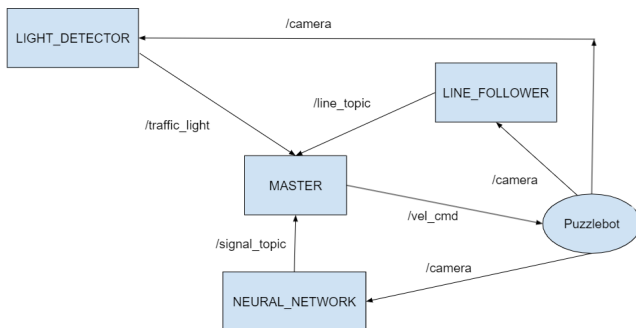 /camera
LIGHT_DETECTOR
LINE_FOLLOWER
/line_topic
/traffic_light
MASTER
/camera
/vel_cmd
Puzzlebot
/signal_topic
/camera
NEURAL_NETWORK